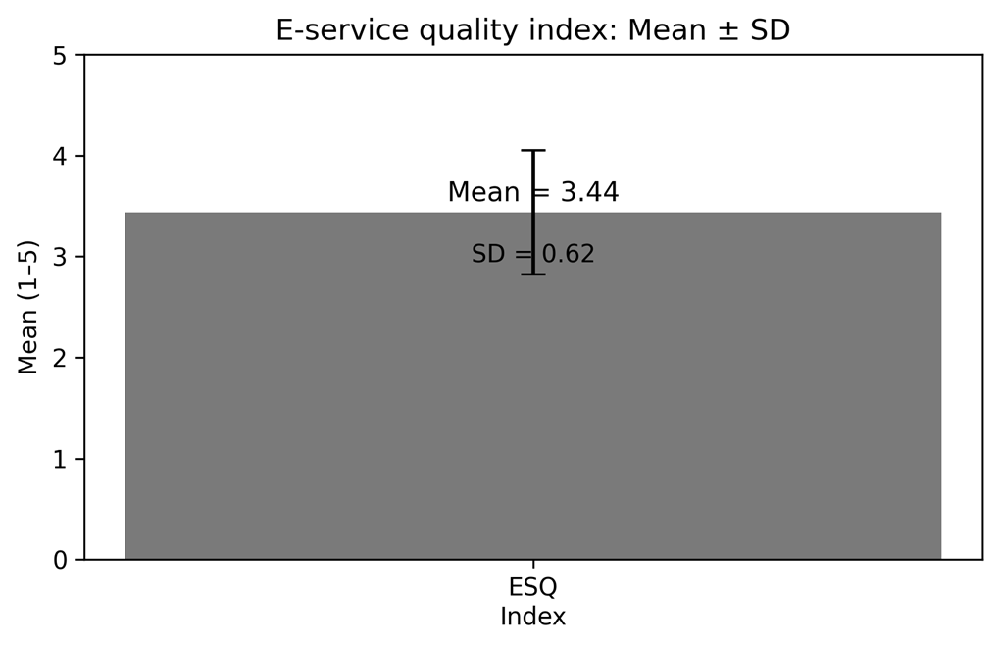 E-service quality index: Mean ± SD
5
4
3
2
1
0
Mean (1–5)
Mean = 3.44
SD = 0.62
ESQ
Index